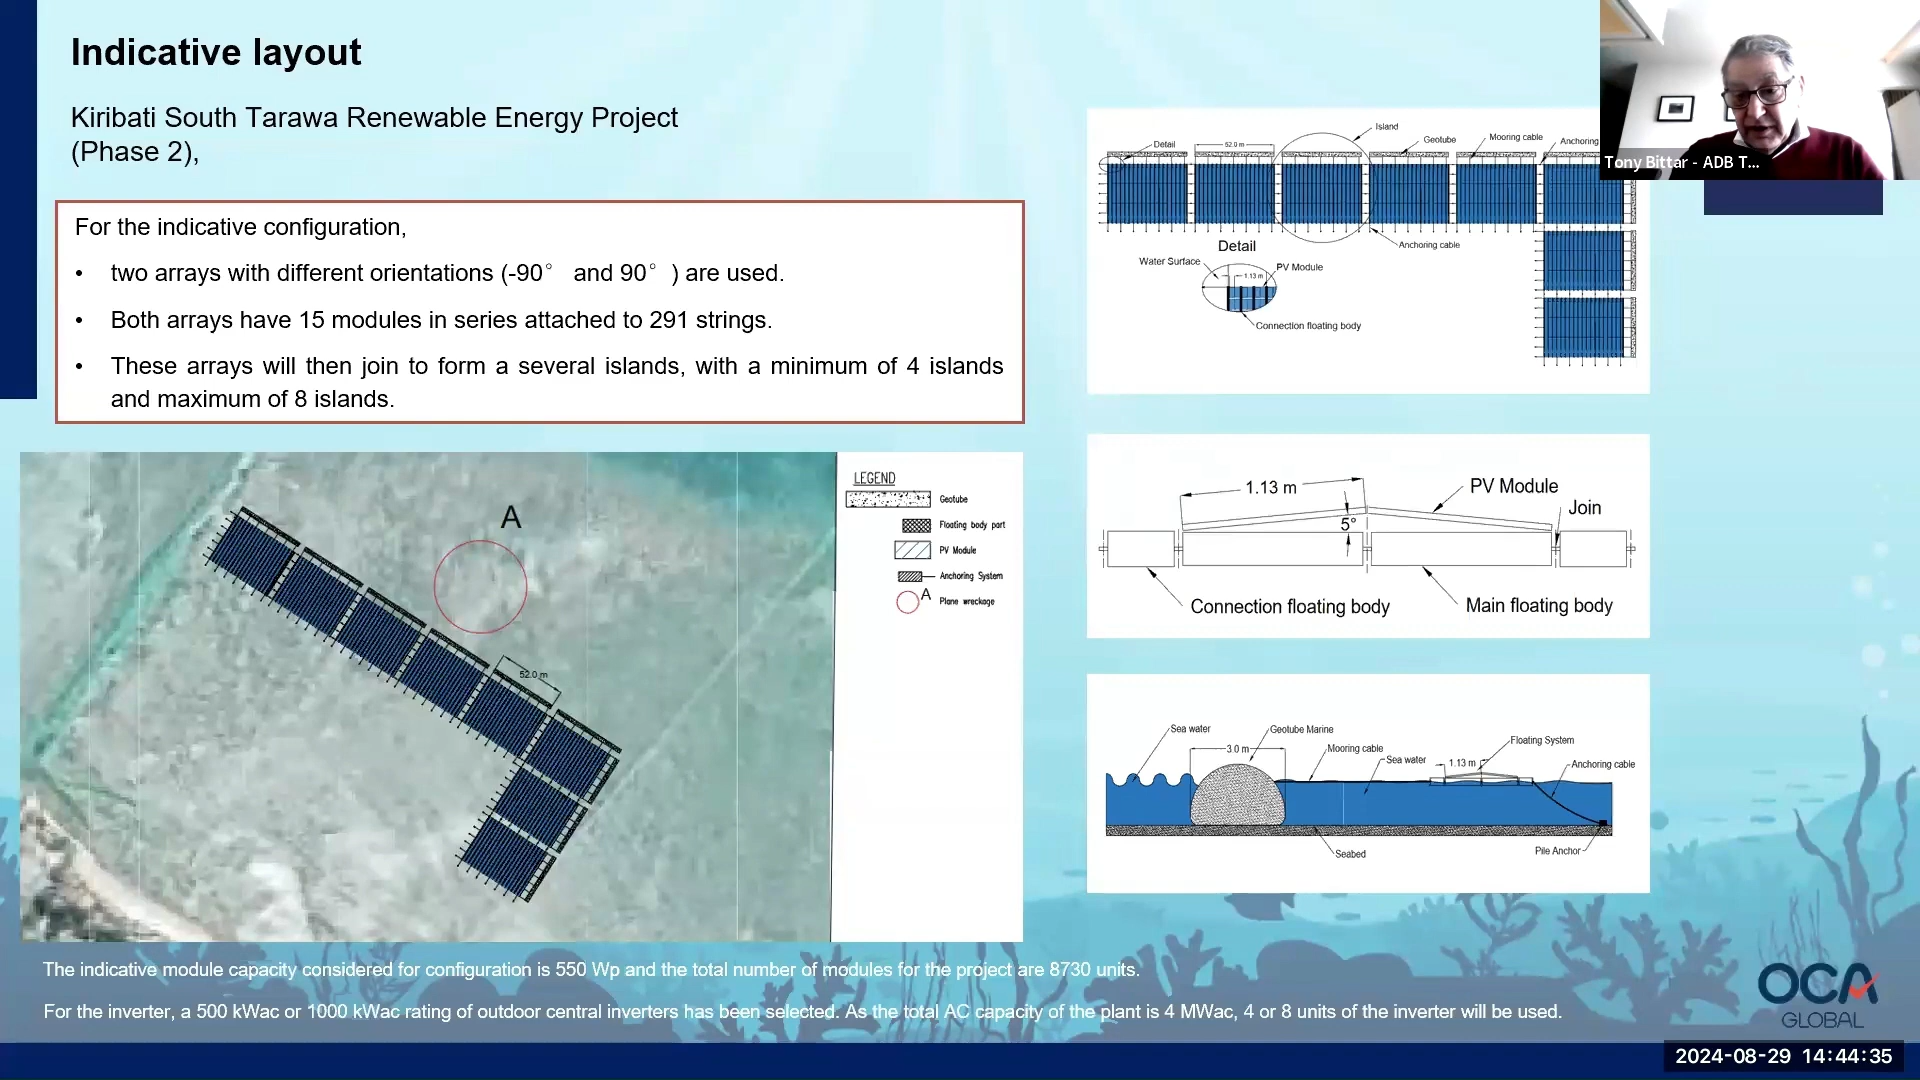 Indicative layout
Kiribati South Tarawa Renewable Energy Project
(Phase 2),
For the indicative configuration,
• two arrays with different orientations (-90° and 90° ) are used.
• Both arrays have 15 modules in series attached to 291 strings.
• These arrays will then join to form a several islands, with a minimum of 4 islands
and maximum of 8 islands.
A
52.0 m
LEGEND
Geotube
Floating body part
PV Module
Anchoring System
A
Plane wreckage
Island
Detail
52.0 m
Geotube
Mooring cable
Anchoring
Detail
Anchoring cable
Water Surface
PV Module
1.13 m
Connection floating body
1.13 m
PV Module
Join
5°
Connection floating body
Main floating body
Sea water
Geotube Marine
3.0 m
Mooring cable
Sea water
Floating System
1.13 m
Anchoring cable
Seabed
Pile Anchor
Tony Bittar - ADB T...
The indicative module capacity considered for configuration is 550 Wp and the total number of modules for the project are 8730 units.
For the inverter, a 500 kWac or 1000 kWac rating of outdoor central inverters has been selected. As the total AC capacity of the plant is 4 MWac, 4 or 8 units of the inverter will be used.
OCA
GLOBAL
2024-08-29 14:44:35